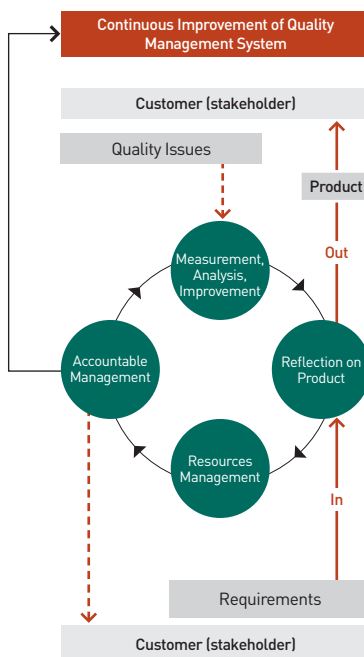 Continuous Improvement of Quality
Management System
Customer (stakeholder)
Quality Issues
Product
Out
Measurement,
Analysis,
Improvement
Accountable
Management
Reflection on
Product
Resources
Management
In
Requirements
Customer (stakeholder)